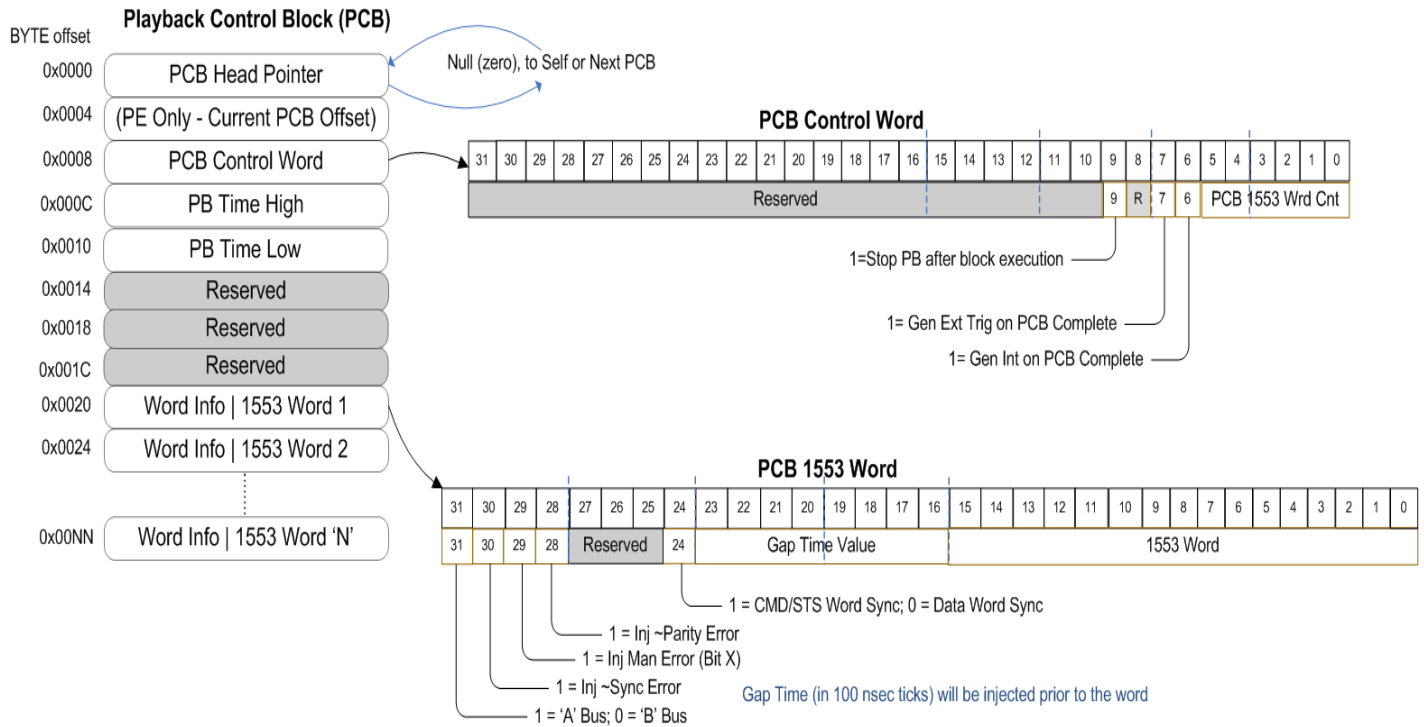 Playback Control Block (PCB)
BYTE offset
0x0000
PCB Head Pointer
Null (zero), to Self or Next PCB
0x0004
(PE Only - Current PCB Offset)
0x0008
PCB Control Word
0x000C
PB Time High
0x0010
PB Time Low
0x0014
Reserved
0x0018
Reserved
0x001C
Reserved
0x0020
Word Info | 1553 Word 1
0x0024
Word Info | 1553 Word 2
0x00NN
Word Info | 1553 Word ‘N’
PCB Control Word
31 30 29 28 27 26 25 24 23 22 21 20 19 18 17 16 15 14 13 12 11 10 9 8 7 6 5 4 3 2 1 0
Reserved 9 R 7 6 PCB 1553 Wrd Cnt
1=Stop PB after block execution
1= Gen Ext Trig on PCB Complete
1= Gen Int on PCB Complete
PCB 1553 Word
31 30 29 28 27 26 25 24 23 22 21 20 19 18 17 16 15 14 13 12 11 10 9 8 7 6 5 4 3 2 1 0
31 30 29 28 Reserved 24 Gap Time Value 1553 Word
1 = CMD/STS Word Sync; 0 = Data Word Sync
1 = Inj ~Parity Error
1 = Inj Man Error (Bit X)
1 = Inj ~Sync Error
1 = ‘A’ Bus; 0 = ‘B’ Bus
Gap Time (in 100 nsec ticks) will be injected prior to the word